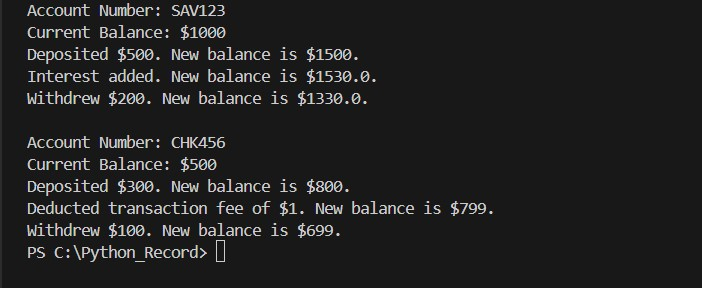 Account Number: SAV123
Current Balance: $1000
Deposited $500. New balance is $1500.
Interest added. New balance is $1530.0.
Withdrew $200. New balance is $1330.0.
Account Number: CHK456
Current Balance: $500
Deposited $300. New balance is $800.
Deducted transaction fee of $1. New balance is $799.
Withdrew $100. New balance is $699.
PS C:\Python_Record>